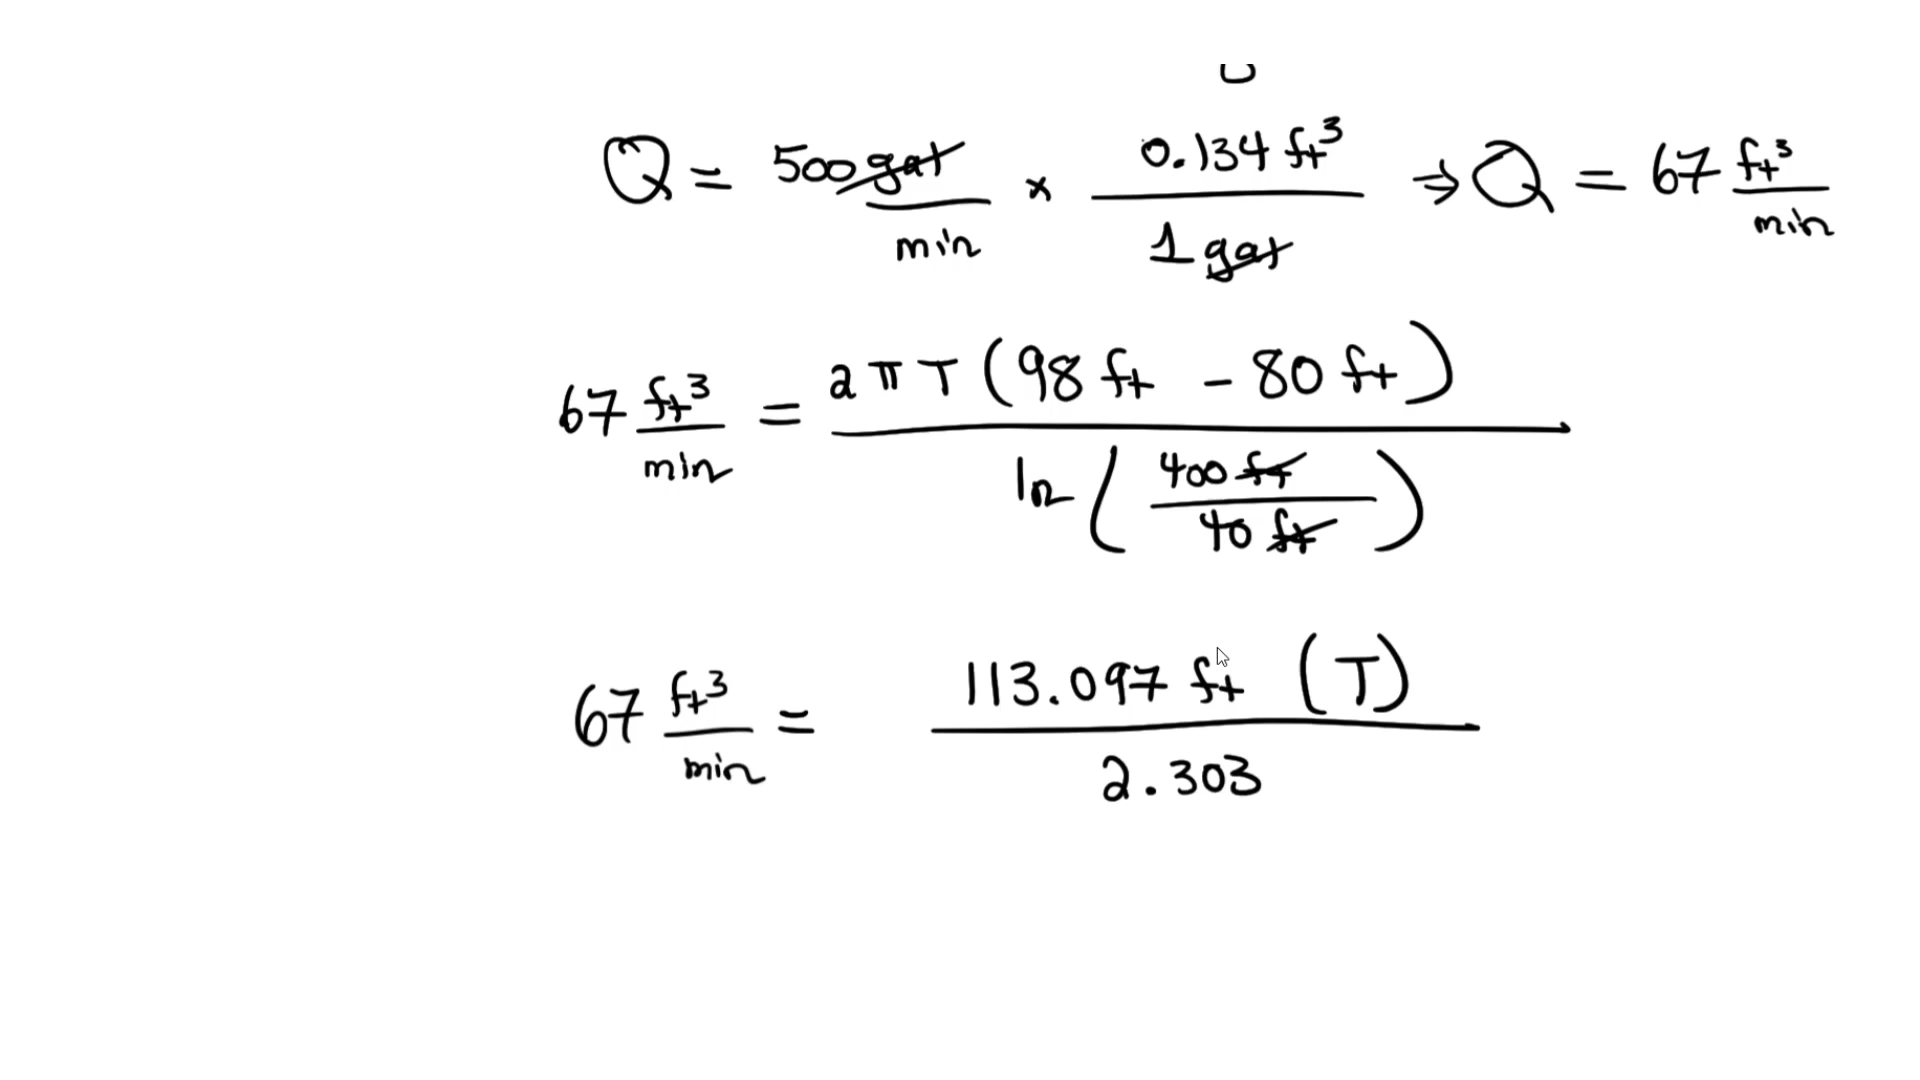 Q = 500 gal/min × 0.134 ft³/1 gal ⇒ Q = 67 ft³/min
67 ft³/min = 2πT(98 ft - 80 ft)/ln(400 ft/40 ft)
67 ft³/min = 113.097 ft (T)/2.303